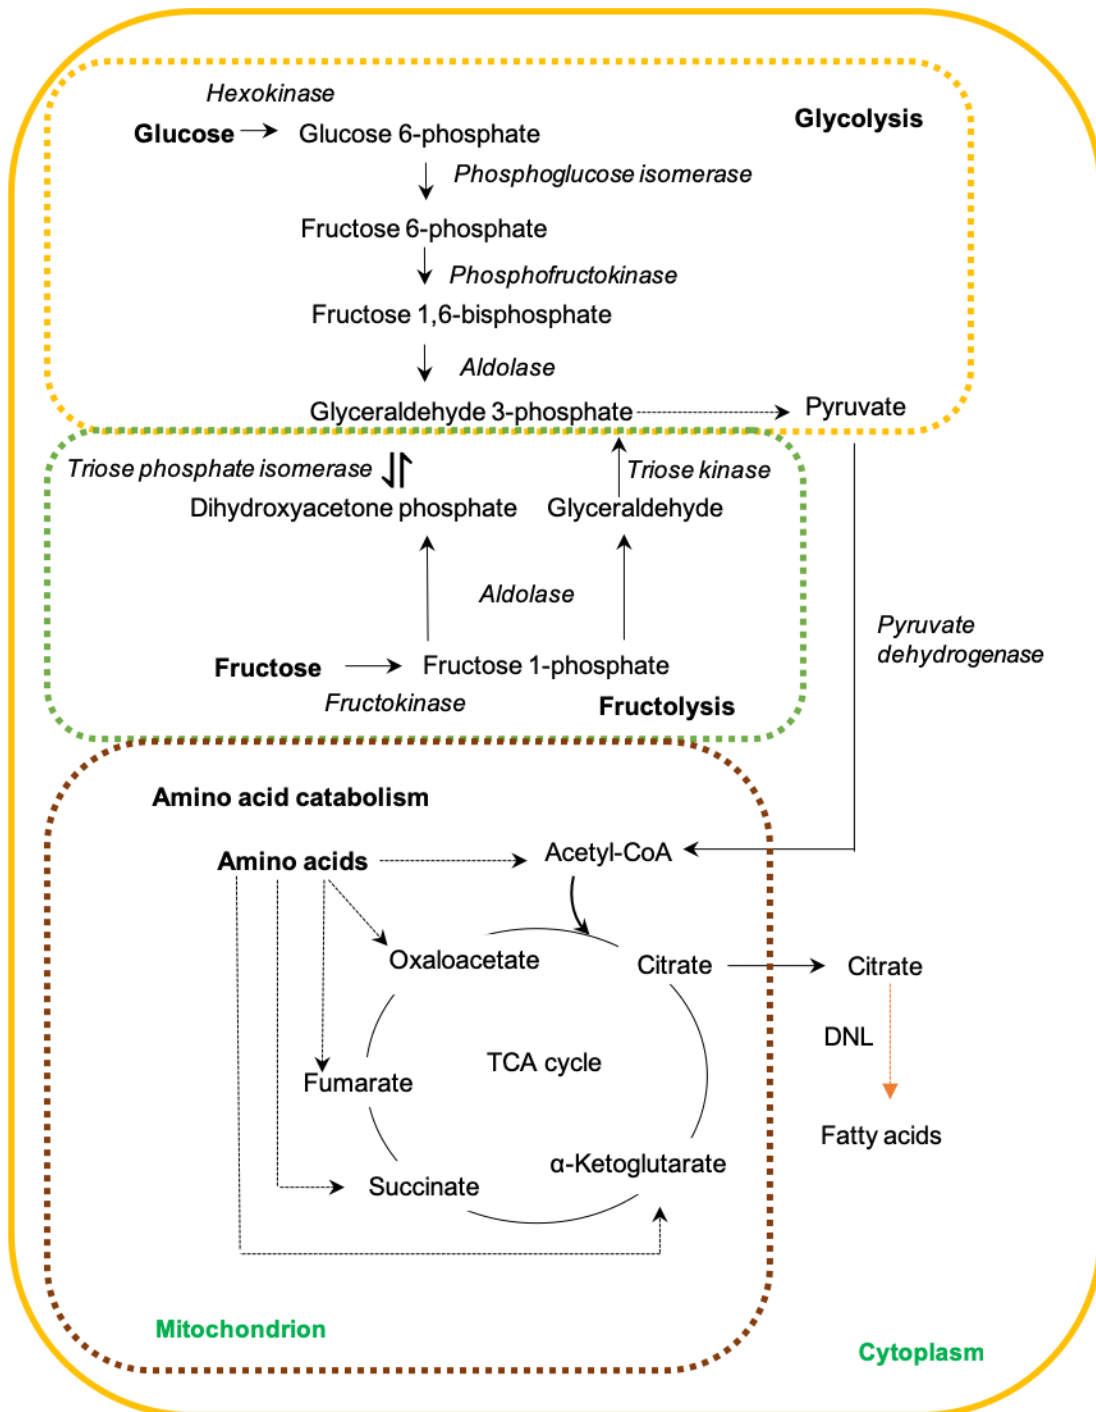 Hexokinase
Glycolysis
Glucose
Glucose 6-phosphate
Phosphoglucose isomerase
Fructose 6-phosphate
Phosphofructokinase
Fructose 1,6-bisphosphate
Aldolase
Glyceraldehyde 3-phosphate
Pyruvate
Triose phosphate isomerase
Triose kinase
Dihydroxyacetone phosphate
Glyceraldehyde
Aldolase
Pyruvate
dehydrogenase
Fructose
Fructose 1-phosphate
Fructokinase
Fructolysis
Amino acid catabolism
Amino acids
Acetyl-CoA
Oxaloacetate
Citrate
Citrate
DNL
TCA cycle
Fumarate
Fatty acids
α-Ketoglutarate
Succinate
Mitochondrion
Cytoplasm